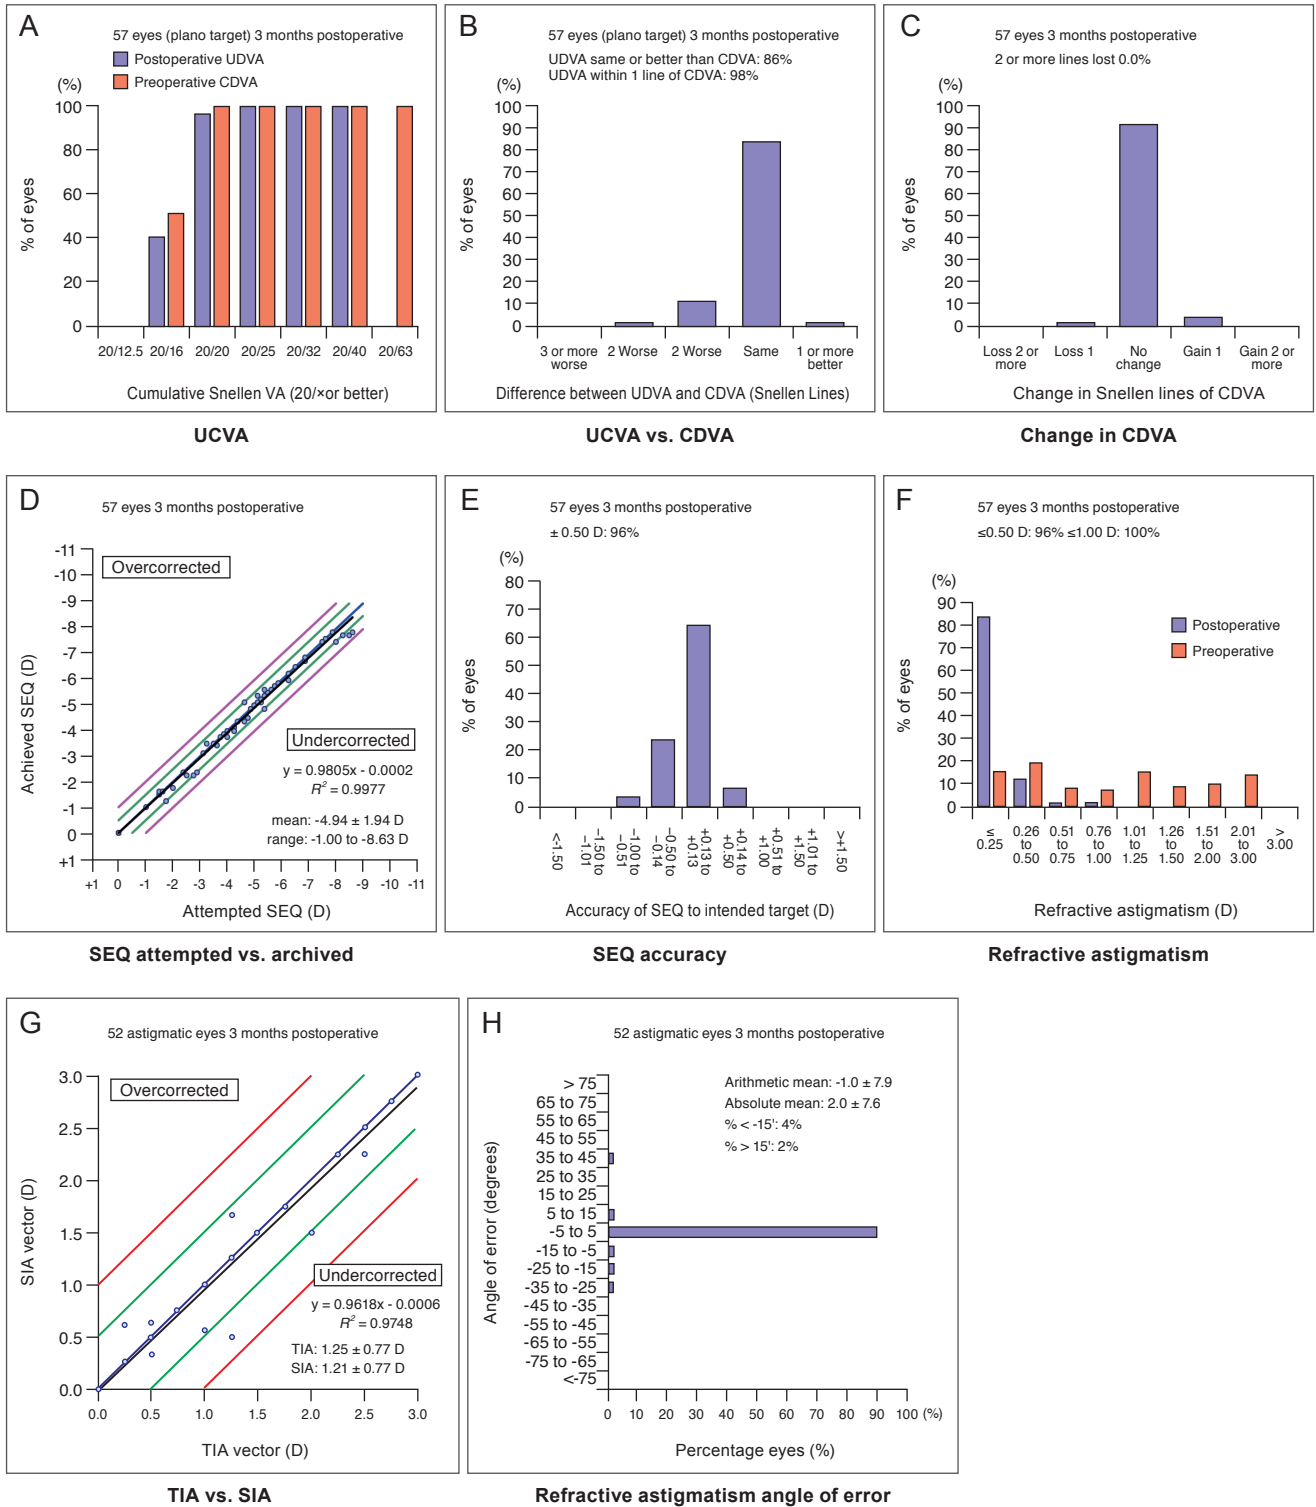 A
57 eyes (plano target) 3 months postoperative
Postoperative UDVA
Preoperative CDVA
(%)
100
80
60
40
20
0
% of eyes
20/12.5 20/16 20/20 20/25 20/32 20/40 20/63
Cumulative Snellen VA (20/×or better)
UCVA
B
57 eyes (plano target) 3 months postoperative
UDVA same or better than CDVA: 86%
UDVA within 1 line of CDVA: 98%
(%)
100
90
80
70
60
50
40
30
20
10
0
% of eyes
3 or more worse
2 Worse
2 Worse
Same
1 or more better
Difference between UDVA and CDVA (Snellen Lines)
UCVA vs. CDVA
C
57 eyes 3 months postoperative
2 or more lines lost 0.0%
(%)
100
90
80
70
60
50
40
30
20
10
0
% of eyes
Loss 2 or more
Loss 1
No change
Gain 1
Gain 2 or more
Change in Snellen lines of CDVA
Change in CDVA
D
57 eyes 3 months postoperative
Overcorrected
-11
-10
-9
-8
-7
-6
-5
-4
-3
-2
-1
0
+1
Achieved SEQ (D)
Undercorrected
y = 0.9805x - 0.0002
R² = 0.9977
mean: -4.94 ± 1.94 D
range: -1.00 to -8.63 D
+1 0 -1 -2 -3 -4 -5 -6 -7 -8 -9 -10 -11
Attempted SEQ (D)
SEQ attempted vs. archived
E
57 eyes 3 months postoperative
± 0.50 D: 96%
(%)
80
70
60
50
40
30
20
10
0
% of eyes
<-1.50
−1.50 to −1.01
−1.00 to −0.51
−0.50 to −0.14
+0.13 to +0.13
+0.14 to +0.50
+0.51 to +1.00
+1.01 to +1.50
>+1.50
Accuracy of SEQ to intended target (D)
SEQ accuracy
F
57 eyes 3 months postoperative
≤0.50 D: 96% ≤1.00 D: 100%
(%)
90
80
70
60
50
40
30
20
10
0
% of eyes
Postoperative
Preoperative
≤ 0.25
0.26 to 0.50
0.51 to 0.75
0.76 to 1.00
1.01 to 1.25
1.26 to 1.50
1.51 to 2.00
2.01 to 3.00
> 3.00
Refractive astigmatism (D)
Refractive astigmatism
G
52 astigmatic eyes 3 months postoperative
Overcorrected
3.0
2.5
2.0
1.5
1.0
0.5
0.0
SIA vector (D)
Undercorrected
y = 0.9618x - 0.0006
R² = 0.9748
TIA: 1.25 ± 0.77 D
SIA: 1.21 ± 0.77 D
0.0 0.5 1.0 1.5 2.0 2.5 3.0
TIA vector (D)
TIA vs. SIA
H
52 astigmatic eyes 3 months postoperative
Arithmetic mean: -1.0 ± 7.9
Absolute mean: 2.0 ± 7.6
% < -15': 4%
% > 15': 2%
> 75
65 to 75
55 to 65
45 to 55
35 to 45
25 to 35
15 to 25
5 to 15
-5 to 5
-15 to -5
-25 to -15
-35 to -25
-45 to -35
-55 to -45
-65 to -55
-75 to -65
<-75
Angle of error (degrees)
0 10 20 30 40 50 60 70 80 90 100 (%)
Percentage eyes (%)
Refractive astigmatism angle of error